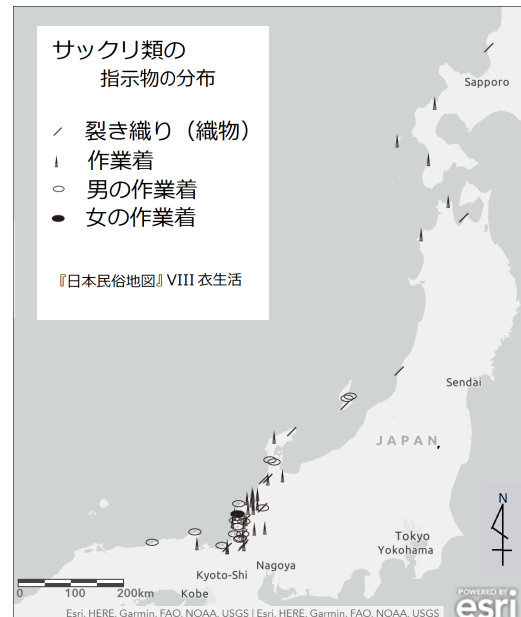 サックリ類の
指示物の分布
裂き織り（織物）
作業着
男の作業着
女の作業着
『日本民俗地図』VIII 衣生活
Sapporo
Sendai
JAPAN
N
Tokyo
Yokohama
Nagoya
Kyoto-Shi
Kobe
0 100 200km
POWERED BY
esri
Esri, HERE, Garmin, FAO, NOAA, USGS | Esri, HERE, Garmin, FAO, NOAA, USGS